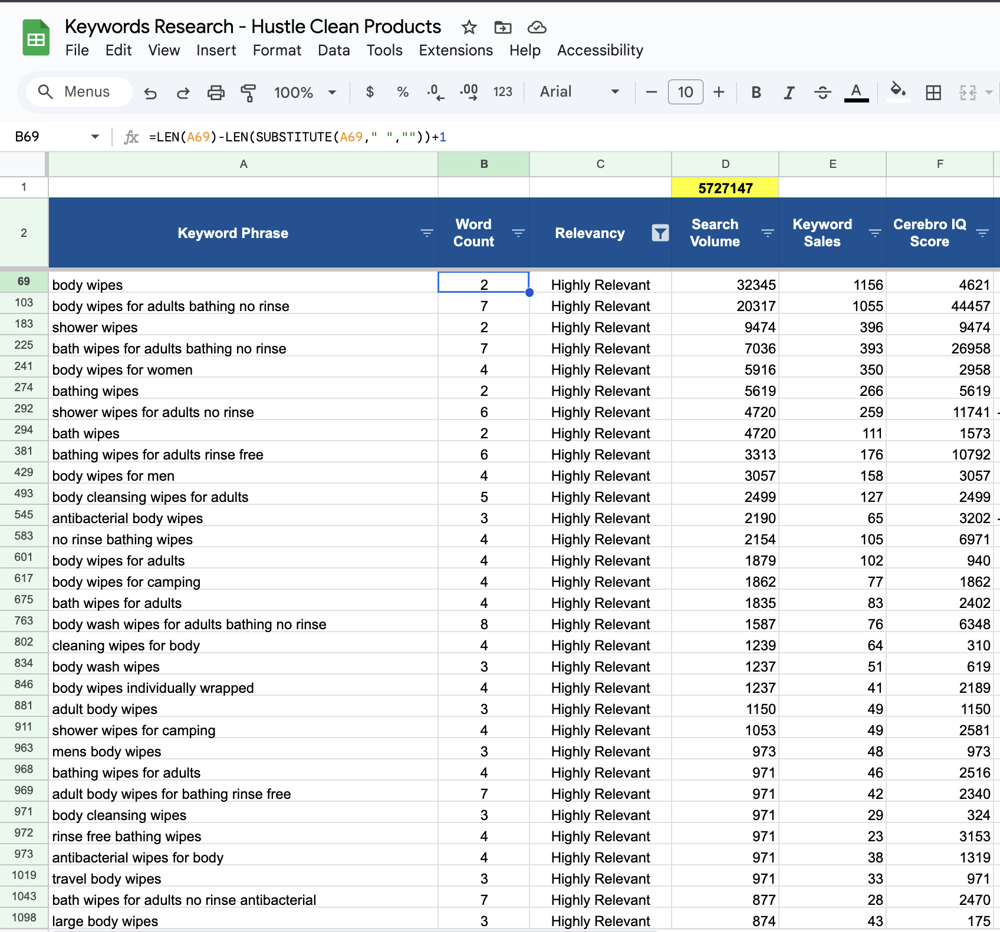 Keywords Research - Hustle Clean Products
File Edit View Insert Format Data Tools Extensions Help Accessibility
Menus 100% $ % .0 .00 123 Arial 10 B I S A
B69 fx =LEN(A69)-LEN(SUBSTITUTE(A69," ",""))+1
A B C D E F
1 5727147
2 Keyword Phrase Word Count Relevancy Search Volume Keyword Sales Cerebro IQ Score
69 body wipes 2 Highly Relevant 32345 1156 4621
103 body wipes for adults bathing no rinse 7 Highly Relevant 20317 1055 44457
183 shower wipes 2 Highly Relevant 9474 396 9474
225 bath wipes for adults bathing no rinse 7 Highly Relevant 7036 393 26958
241 body wipes for women 4 Highly Relevant 5916 350 2958
274 bathing wipes 2 Highly Relevant 5619 266 5619
292 shower wipes for adults no rinse 6 Highly Relevant 4720 259 11741
294 bath wipes 2 Highly Relevant 4720 111 1573
381 bathing wipes for adults rinse free 6 Highly Relevant 3313 176 10792
429 body wipes for men 4 Highly Relevant 3057 158 3057
493 body cleansing wipes for adults 5 Highly Relevant 2499 127 2499
545 antibacterial body wipes 3 Highly Relevant 2190 65 3202
583 no rinse bathing wipes 4 Highly Relevant 2154 105 6971
601 body wipes for adults 4 Highly Relevant 1879 102 940
617 body wipes for camping 4 Highly Relevant 1862 77 1862
675 bath wipes for adults 4 Highly Relevant 1835 83 2402
763 body wash wipes for adults bathing no rinse 8 Highly Relevant 1587 76 6348
802 cleaning wipes for body 4 Highly Relevant 1239 64 310
834 body wash wipes 3 Highly Relevant 1237 51 619
846 body wipes individually wrapped 4 Highly Relevant 1237 41 2189
881 adult body wipes 3 Highly Relevant 1150 49 1150
911 shower wipes for camping 4 Highly Relevant 1053 49 2581
963 mens body wipes 3 Highly Relevant 973 48 973
968 bathing wipes for adults 4 Highly Relevant 971 46 2516
969 adult body wipes for bathing rinse free 7 Highly Relevant 971 42 2340
971 body cleansing wipes 3 Highly Relevant 971 29 324
972 rinse free bathing wipes 4 Highly Relevant 971 23 3153
973 antibacterial wipes for body 4 Highly Relevant 971 38 1319
1019 travel body wipes 3 Highly Relevant 971 33 971
1043 bath wipes for adults no rinse antibacterial 7 Highly Relevant 877 28 2470
1098 large body wipes 3 Highly Relevant 874 43 175